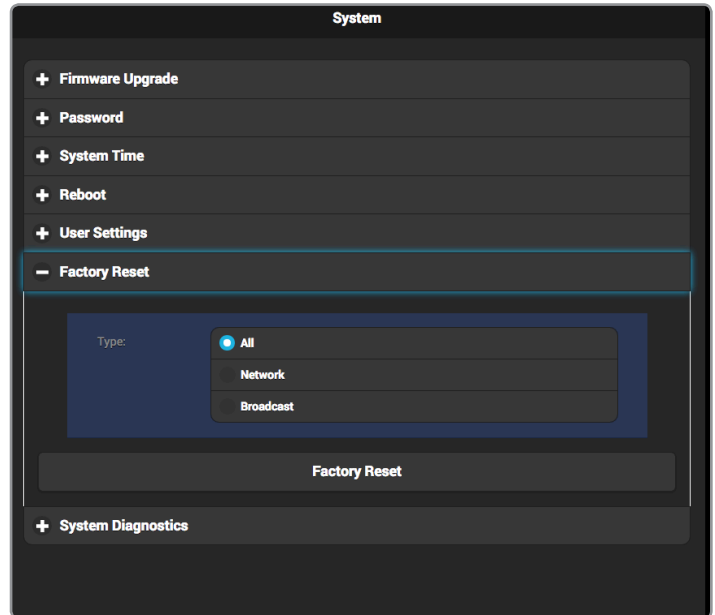 System
Firmware Upgrade
Password
System Time
Reboot
User Settings
Factory Reset
Type:
All
Network
Broadcast
Factory Reset
System Diagnostics